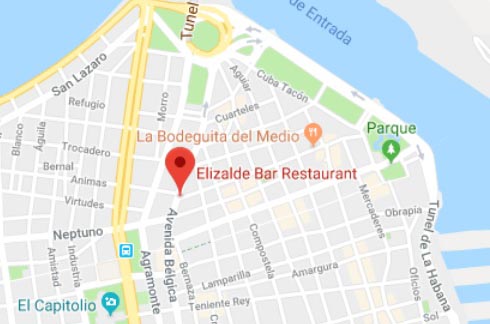 de Entrada
Tunel
San Lazaro
Aguiar
Cuba Tacón
Refugio
Morro
Cuarteles
Blanco
Águila
Trocadero
La Bodeguita del Medio
Parque
Bernal
Animas
Elizalde Bar Restaurant
Virtudes
Mercaderes
Obrapia
Neptuno
Avenida Bélgica
Tunel de La Habana
Amistad
Industria
Agramonte
Bernaza
Compostela
Lamparilla
Amargura
Oficios
El Capitolio
Teniente Rey
Sol